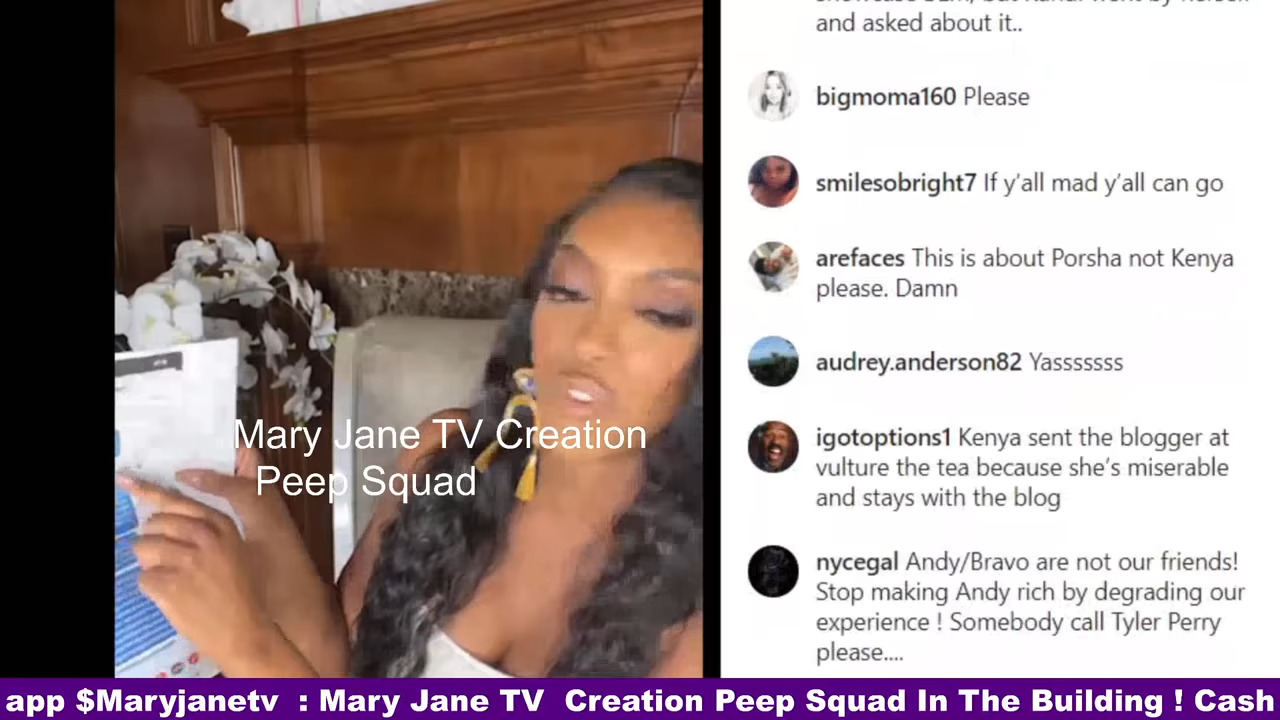 and asked about it..
bigmoma160 Please
smilesobright7 If y'all mad y'all can go
arefaces This is about Porsha not Kenya
please. Damn
audrey.anderson82 Yasssssss
igotoptions1 Kenya sent the blogger at
vulture the tea because she's miserable
and stays with the blog
nycegal Andy/Bravo are not our friends!
Stop making Andy rich by degrading our
experience ! Somebody call Tyler Perry
please....
Mary Jane TV Creation
Peep Squad
app $Maryjanetv : Mary Jane TV Creation Peep Squad In The Building ! Cash